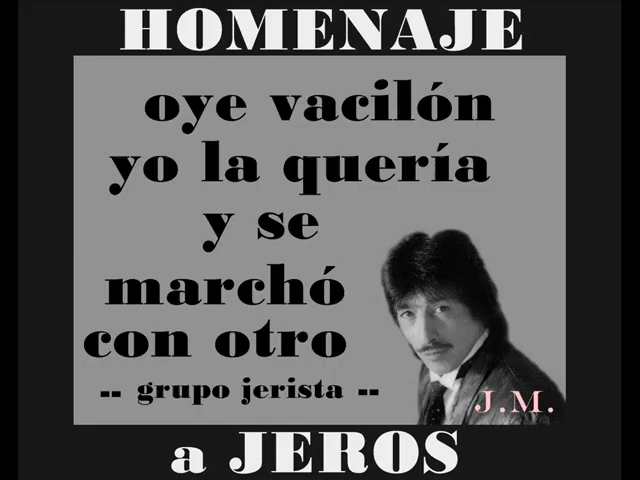 HOMENAJE
oye vacilón
yo la quería
y se
marchó
con otro
-- grupo jerista --
J.M.
a JEROS